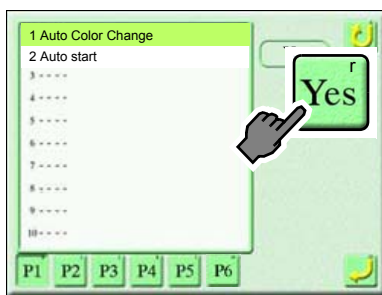 1 Auto Color Change
2 Auto start
3 - - - -
4 - - - -
5 - - - -
6 - - - -
7 - - - -
8 - - - -
9 - - - -
10 - - - -
r
Yes
P1 P2 P3 P4 P5 P6